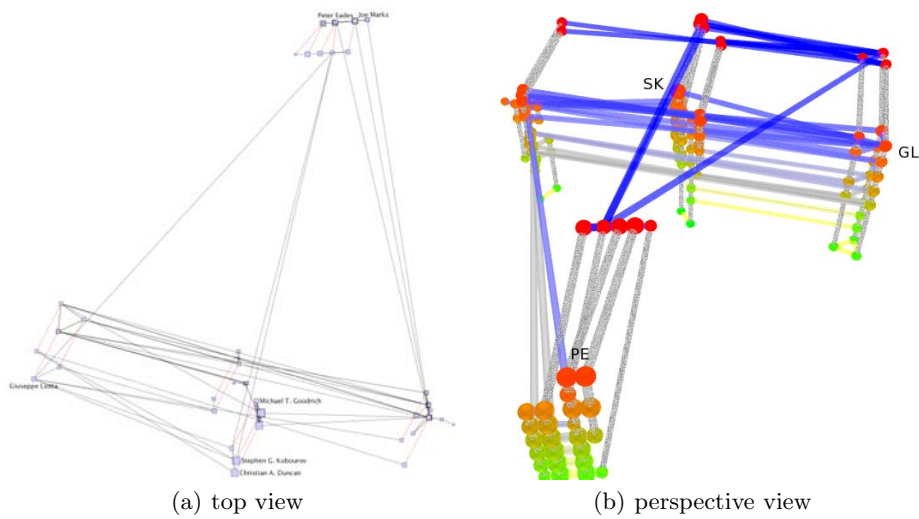 Peter Eades Joe Marks
Giuseppe Liotta
Michael T. Goodrich
Stephen G. Kobourov
Christian A. Duncan
SK
GL
PE
(a) top view
(b) perspective view